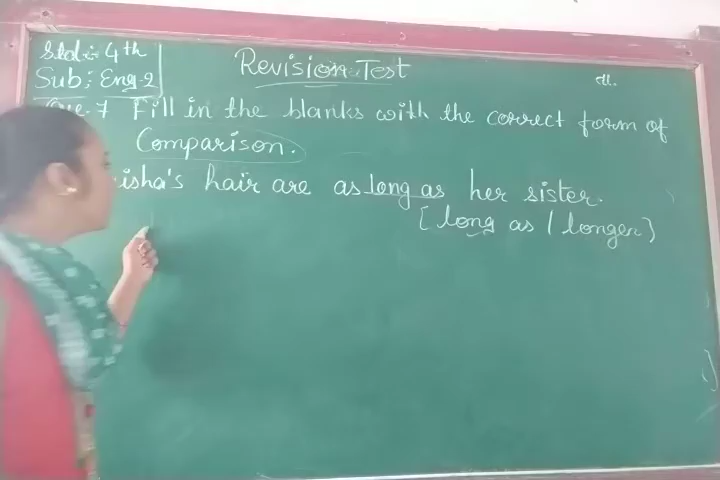 Std :- 4th
Sub :- Eng-2
Revision Test
ता.
Que. 7 Fill in the blanks with the correct form of
Comparison.
isha's hair are as long as her sister.
[long as / longer)